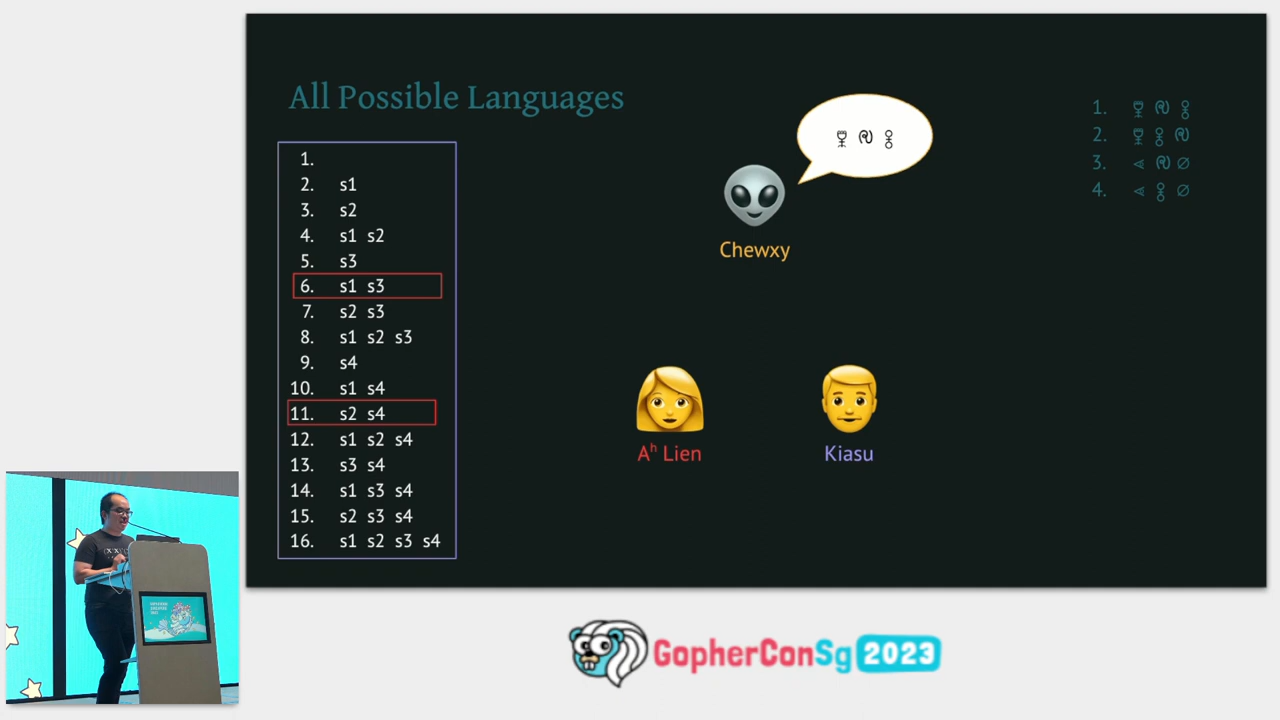 All Possible Languages
1.
2. s1
3. s2
4. s1 s2
5. s3
6. s1 s3
7. s2 s3
8. s1 s2 s3
9. s4
10. s1 s4
11. s2 s4
12. s1 s2 s4
13. s3 s4
14. s1 s3 s4
15. s2 s3 s4
16. s1 s2 s3 s4
Chewxy
Aʰ Lien
Kiasu
1.
2.
3. ∅
4. ∅
GopherConSg 2023